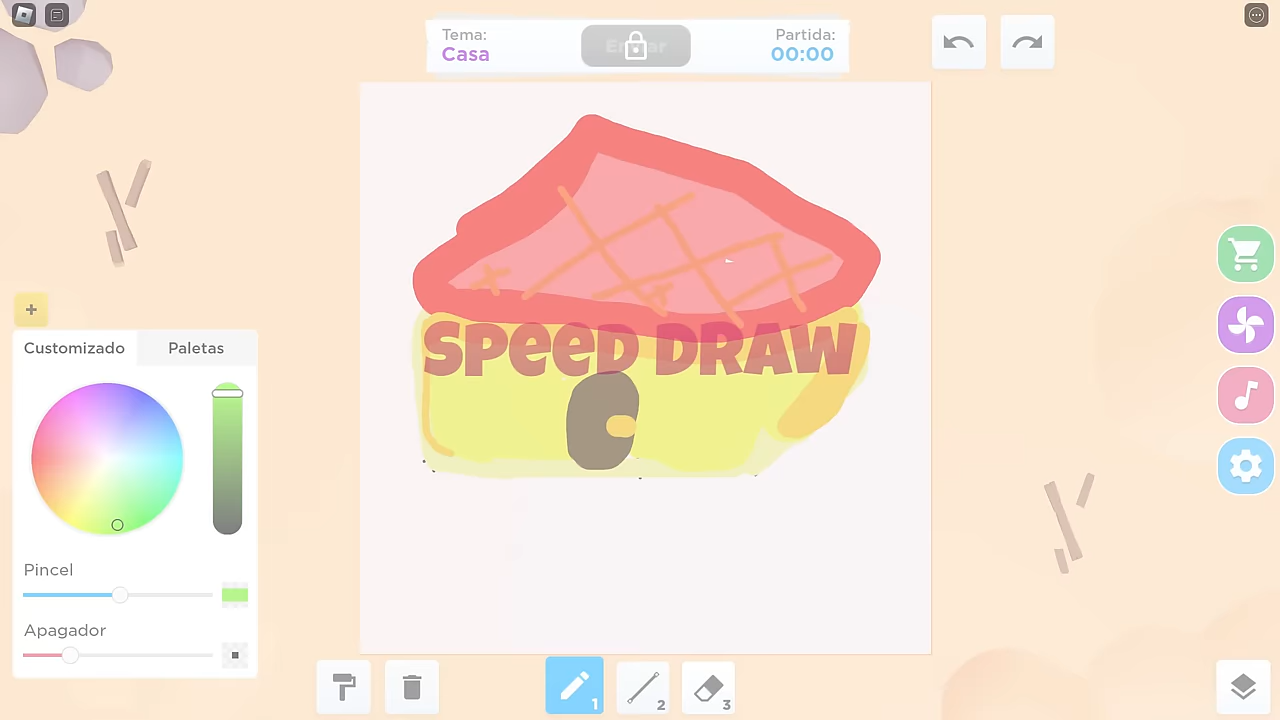 Tema:
Casa
Partida:
00:00
SPEED DRAW
Customizado
Paletas
Pincel
Apagador
1
2
3